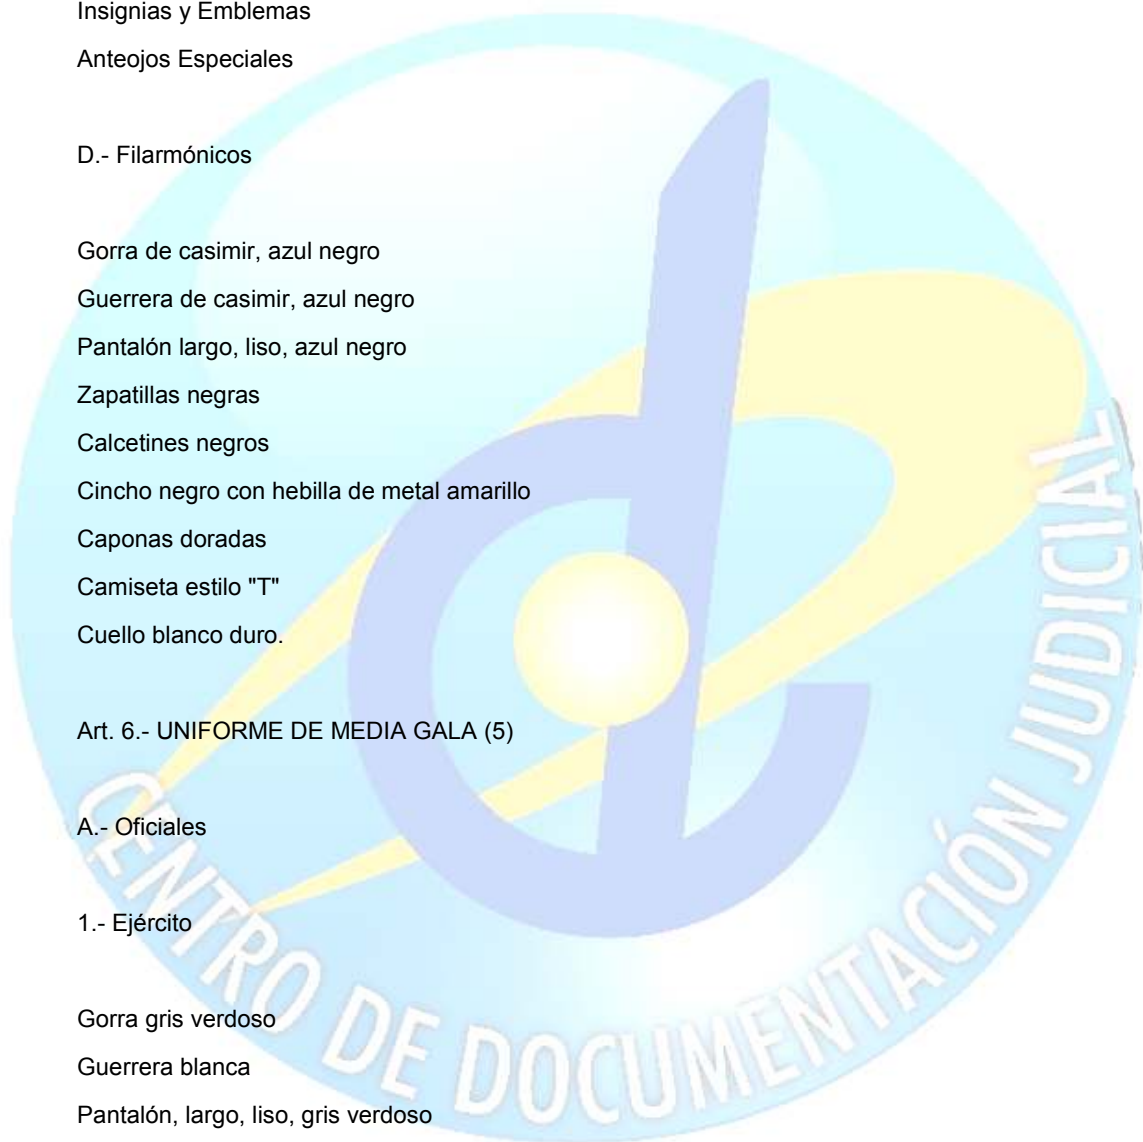 Insignias y Emblemas
Anteojos Especiales
D.- Filarmónicos
Gorra de casimir, azul negro
Guerrera de casimir, azul negro
Pantalón largo, liso, azul negro
Zapatillas negras
Calcetines negros
Cincho negro con hebilla de metal amarillo
Caponas doradas
Camiseta estilo "T"
Cuello blanco duro.
Art. 6.- UNIFORME DE MEDIA GALA (5)
A.- Oficiales
1.- Ejército
Gorra gris verdoso
Guerrera blanca
Pantalón, largo, liso, gris verdoso
CENTRO DE DOCUMENTACIÓN JUDICIAL